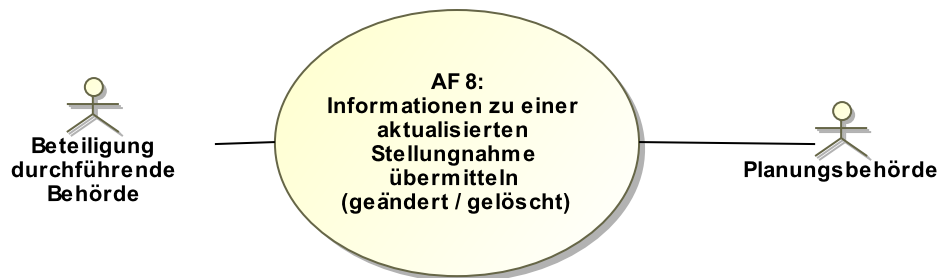 Beteiligung
durchführende
Behörde
AF 8:
Informationen zu einer
aktualisierten
Stellungnahme
übermitteln
(geändert / gelöscht)
Planungsbehörde